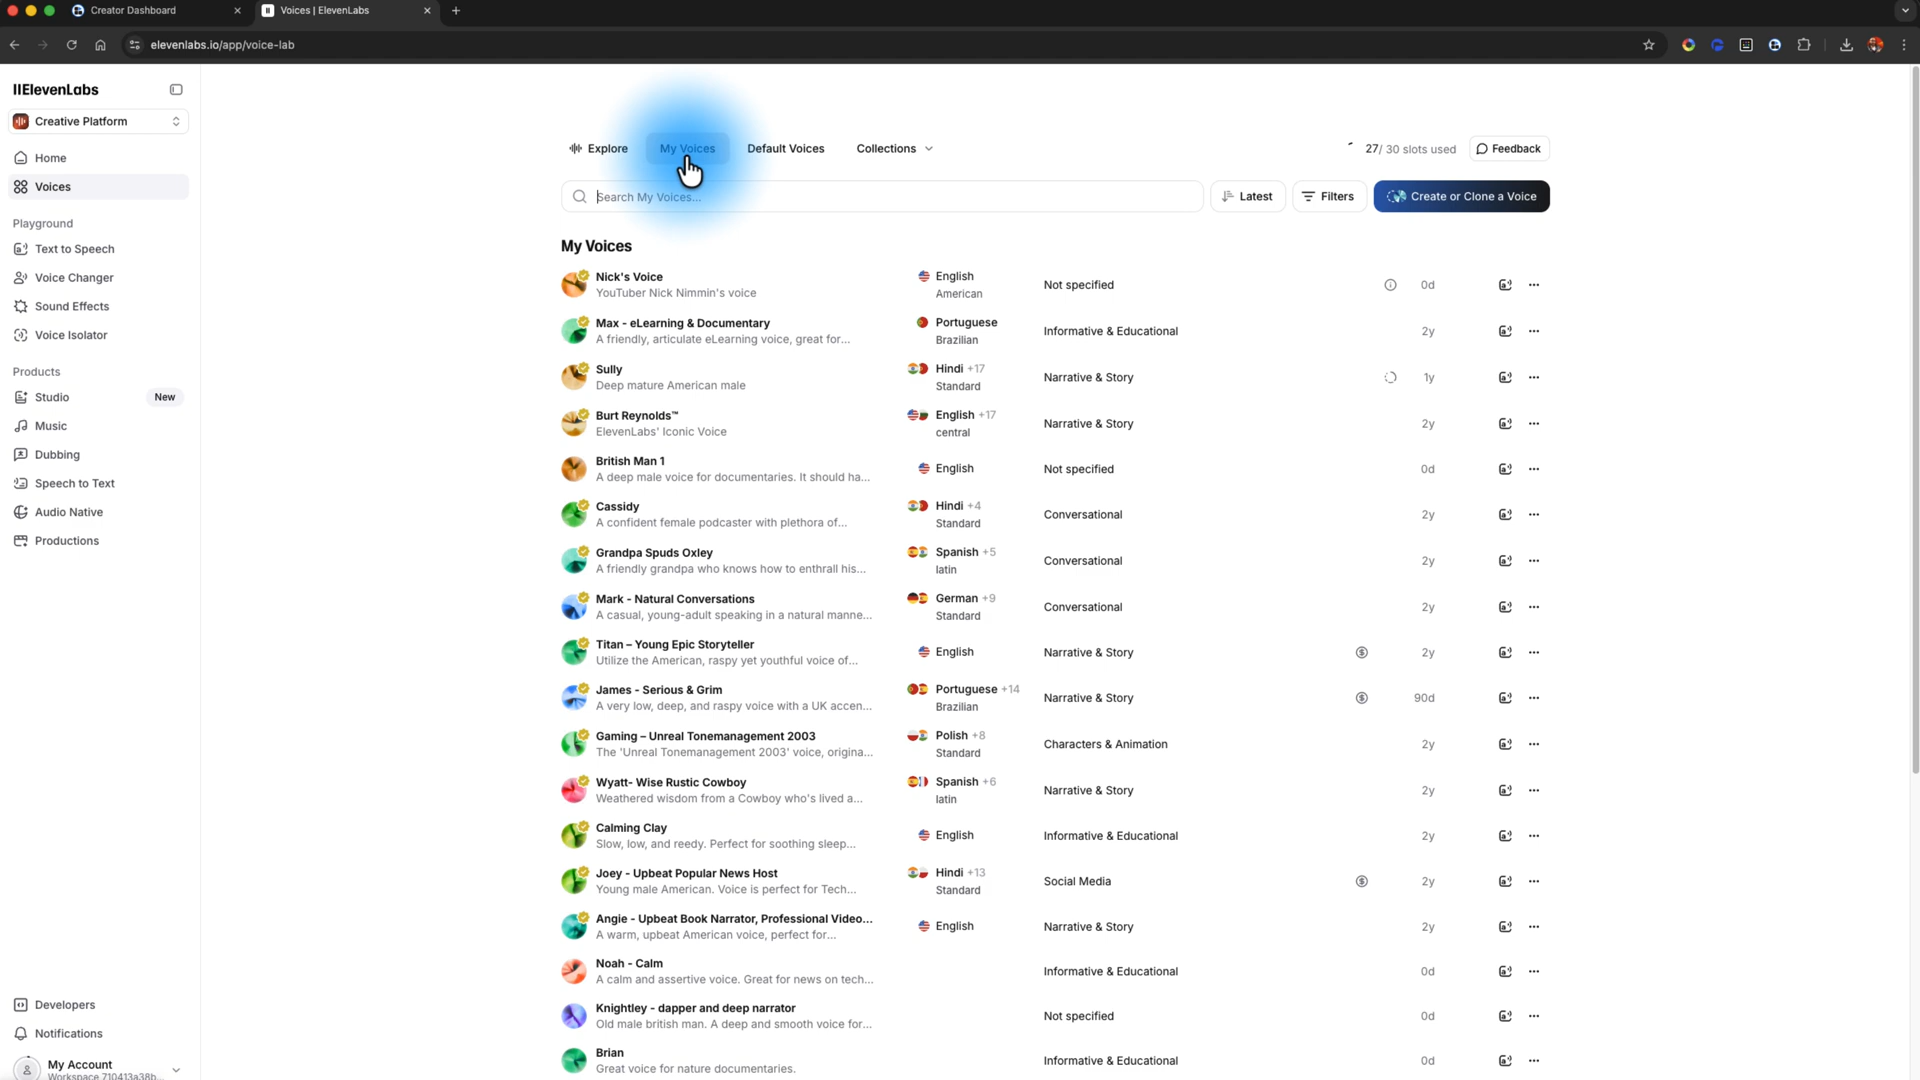 Creator Dashboard
Voices | ElevenLabs
elevenlabs.io/app/voice-lab
IIElevenLabs
Creative Platform
Home
Voices
Playground
Text to Speech
Voice Changer
Sound Effects
Voice Isolator
Products
Studio New
Music
Dubbing
Speech to Text
Audio Native
Productions
Developers
Notifications
My Account
Workspace 710413a38b...
Explore My Voices Default Voices Collections 27/ 30 slots used Feedback
Search My Voices... Latest Filters Create or Clone a Voice
My Voices
Nick's Voice English
YouTuber Nick Nimmin's voice American Not specified 0d
Max - eLearning & Documentary Portuguese
A friendly, articulate eLearning voice, great for... Brazilian Informative & Educational 2y
Sully Hindi +17
Deep mature American male Standard Narrative & Story 1y
Burt Reynolds™ English +17
ElevenLabs' Iconic Voice central Narrative & Story 2y
British Man 1 English Not specified 0d
A deep male voice for documentaries. It should ha...
Cassidy Hindi +4
A confident female podcaster with plethora of... Standard Conversational 2y
Grandpa Spuds Oxley Spanish +5
A friendly grandpa who knows how to enthrall his... latin Conversational 2y
Mark - Natural Conversations German +9
A casual, young-adult speaking in a natural manne... Standard Conversational 2y
Titan – Young Epic Storyteller English Narrative & Story 2y
Utilize the American, raspy yet youthful voice of...
James - Serious & Grim Portuguese +14
A very low, deep, and raspy voice with a UK accen... Brazilian Narrative & Story 90d
Gaming – Unreal Tonemanagement 2003 Polish +8
The 'Unreal Tonemanagement 2003' voice, origina... Standard Characters & Animation 2y
Wyatt- Wise Rustic Cowboy Spanish +6
Weathered wisdom from a Cowboy who's lived a... latin Narrative & Story 2y
Calming Clay English Informative & Educational 2y
Slow, low, and reedy. Perfect for soothing sleep...
Joey - Upbeat Popular News Host Hindi +13
Young male American. Voice is perfect for Tech... Standard Social Media 2y
Angie - Upbeat Book Narrator, Professional Video... English Narrative & Story 2y
A warm, upbeat American voice, perfect for...
Noah - Calm Informative & Educational 0d
A calm and assertive voice. Great for news on tech...
Knightley - dapper and deep narrator Not specified 0d
Old male british man. A deep and smooth voice for...
Brian Informative & Educational 0d
Great voice for nature documentaries.